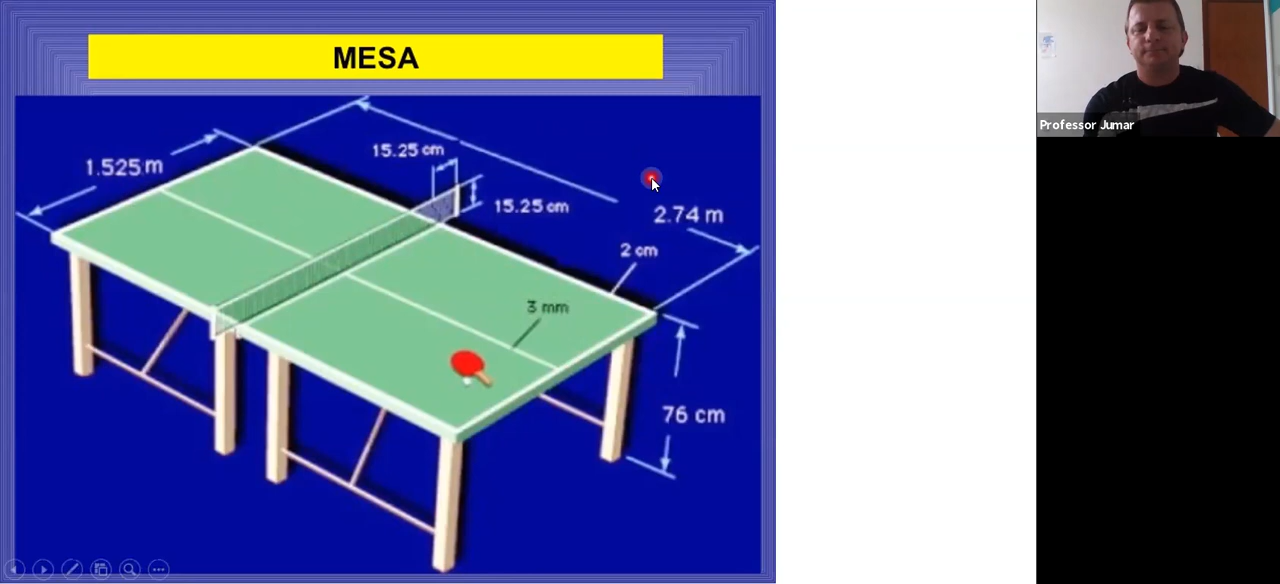 MESA
1.525 m
15.25 cm
15.25 cm
2.74 m
2 cm
3 mm
76 cm
Professor Jumar